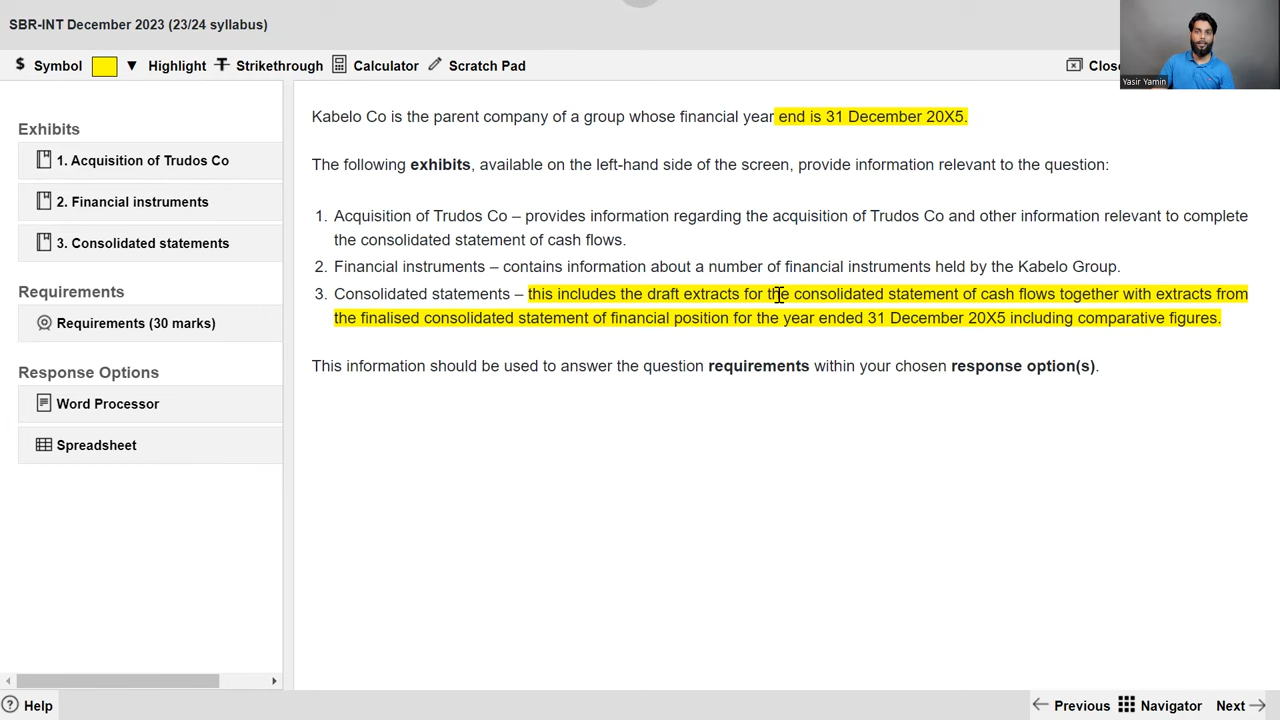 SBR-INT December 2023 (23/24 syllabus)
$ Symbol Highlight Strikethrough Calculator Scratch Pad
Yasir Yamin
Exhibits
1. Acquisition of Trudos Co
2. Financial instruments
3. Consolidated statements
Requirements
Requirements (30 marks)
Response Options
Word Processor
Spreadsheet
Kabelo Co is the parent company of a group whose financial year end is 31 December 20X5.
The following exhibits, available on the left-hand side of the screen, provide information relevant to the question:
1. Acquisition of Trudos Co – provides information regarding the acquisition of Trudos Co and other information relevant to complete
the consolidated statement of cash flows.
2. Financial instruments – contains information about a number of financial instruments held by the Kabelo Group.
3. Consolidated statements – this includes the draft extracts for the consolidated statement of cash flows together with extracts from
the finalised consolidated statement of financial position for the year ended 31 December 20X5 including comparative figures.
This information should be used to answer the question requirements within your chosen response option(s).
Help
Previous Navigator Next